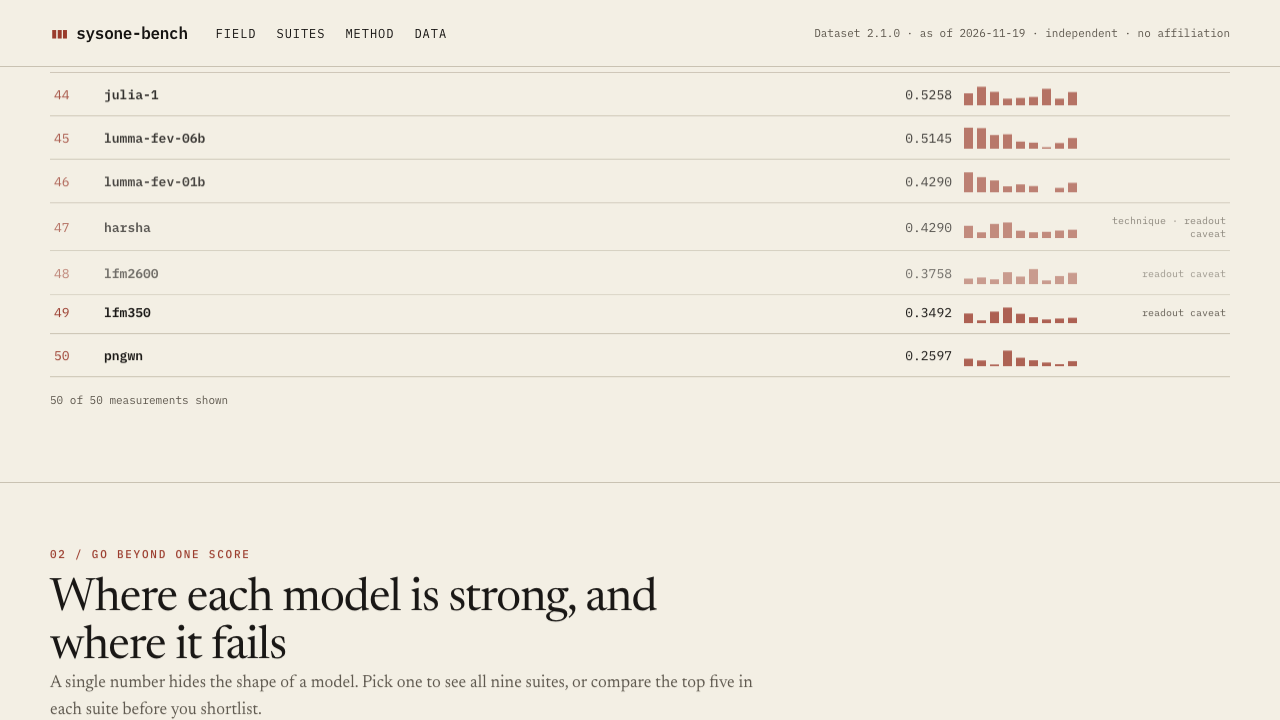 sysone-bench FIELD SUITES METHOD DATA Dataset 2.1.0 · as of 2026-11-19 · independent · no affiliation
44 julia-1 0.5258
45 lumma-fev-06b 0.5145
46 lumma-fev-01b 0.4290
47 harsha 0.4290 technique · readout
caveat
48 lfm2600 0.3758 readout caveat
49 lfm350 0.3492 readout caveat
50 pngwn 0.2597
50 of 50 measurements shown
02 / GO BEYOND ONE SCORE
Where each model is strong, and
where it fails
A single number hides the shape of a model. Pick one to see all nine suites, or compare the top five in
each suite before you shortlist.